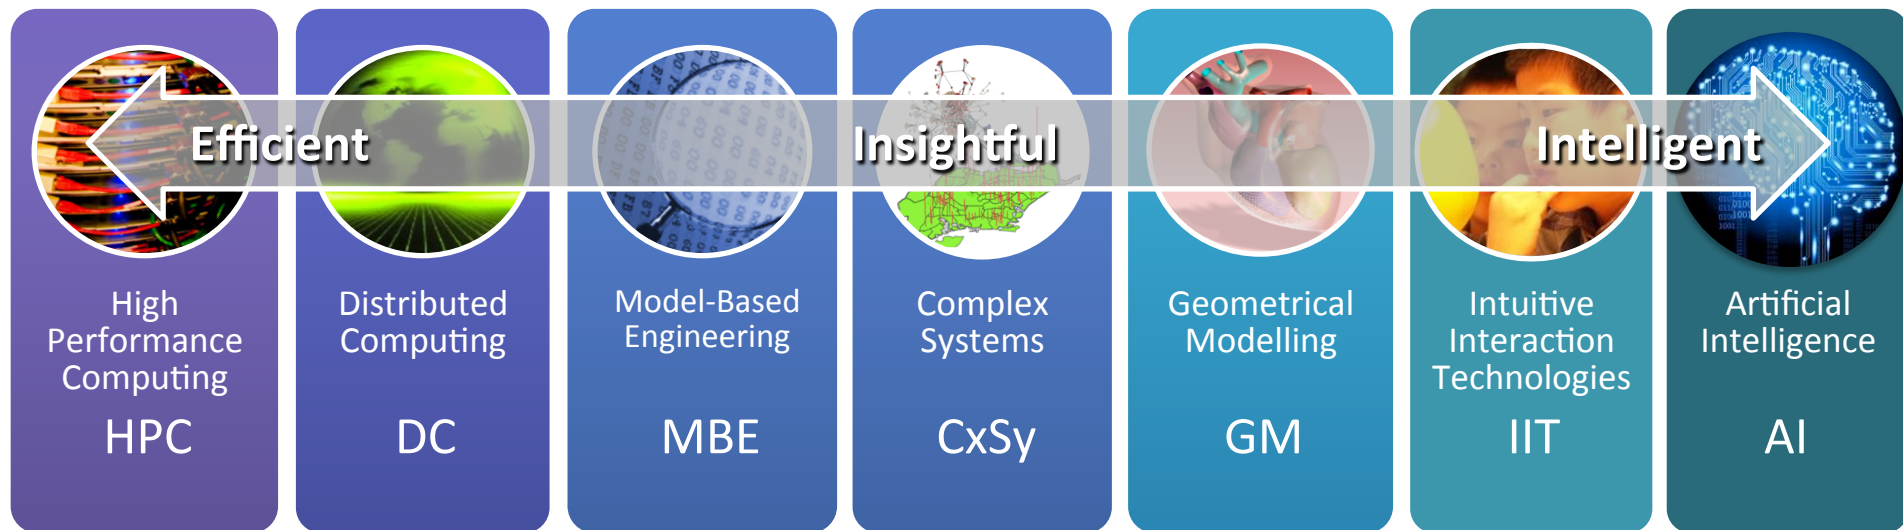 Efficient
Insightful
Intelligent
High
Performance
Computing
HPC
Distributed
Computing
DC
Model-Based
Engineering
MBE
Complex
Systems
CxSy
Geometrical
Modelling
GM
Intuitive
Interaction
Technologies
IIT
Artificial
Intelligence
AI